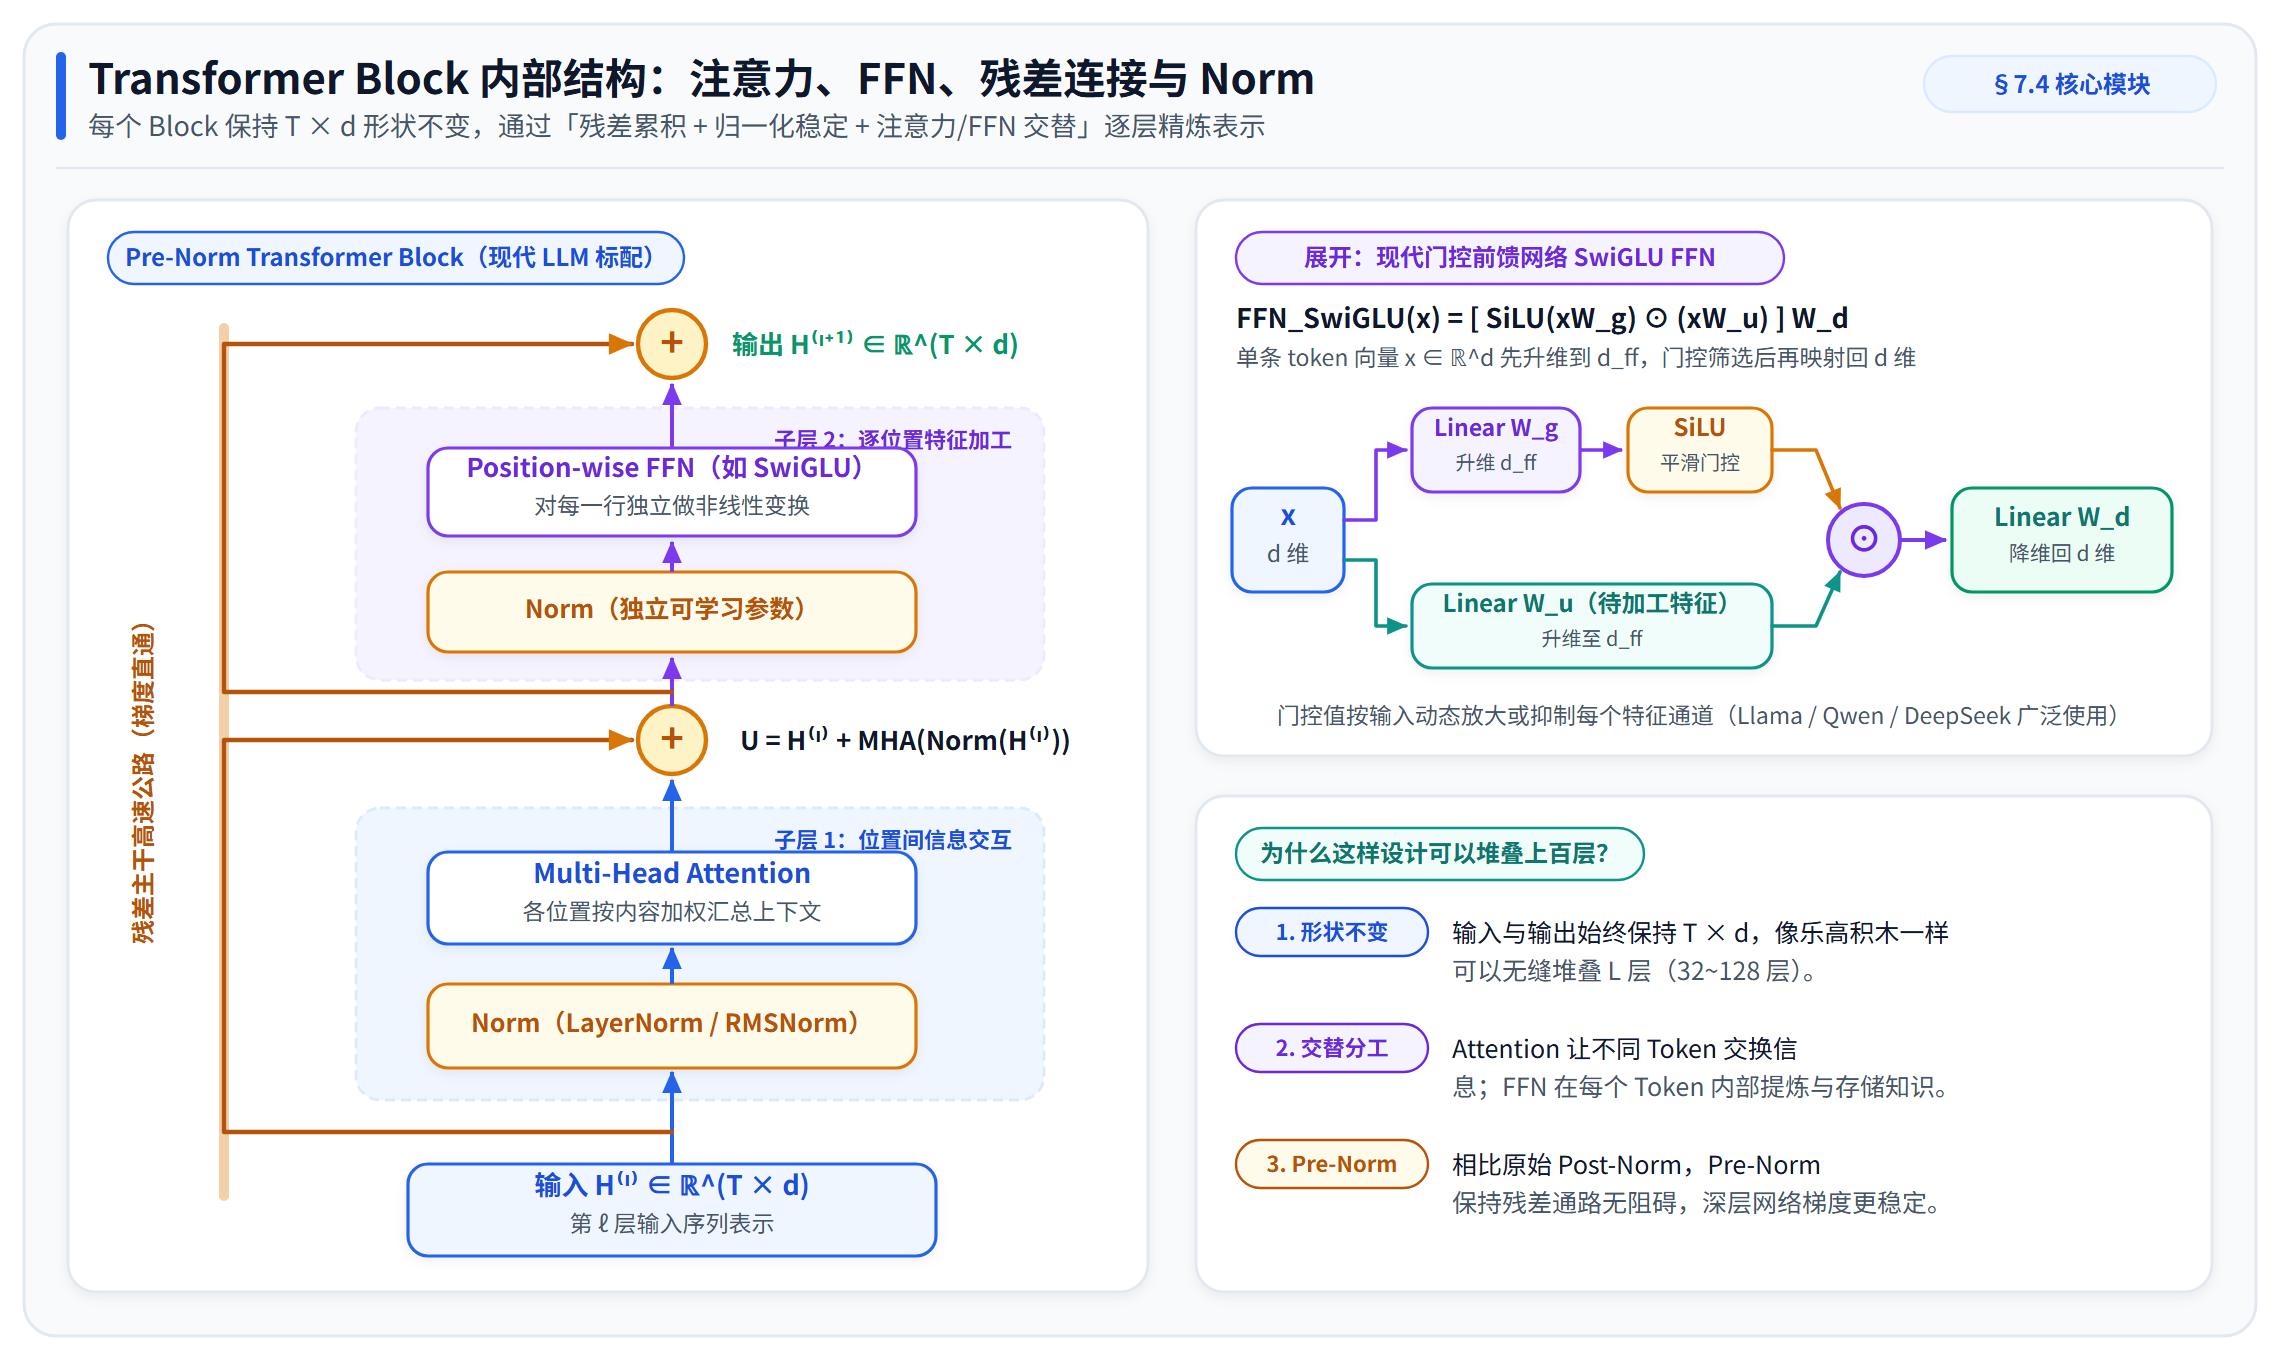 Transformer Block 内部结构：注意力、FFN、残差连接与 Norm
每个 Block 保持 T × d 形状不变，通过「残差累积 + 归一化稳定 + 注意力/FFN 交替」逐层精炼表示
§ 7.4 核心模块
Pre-Norm Transformer Block（现代 LLM 标配）
输出 H⁽ˡ⁺¹⁾ ∈ ℝ^(T × d)
子层 2：逐位置特征加工
Position-wise FFN（如 SwiGLU）
对每一行独立做非线性变换
Norm（独立可学习参数）
残差主干高速公路（梯度直通）
U = H⁽ˡ⁾ + MHA(Norm(H⁽ˡ⁾))
子层 1：位置间信息交互
Multi-Head Attention
各位置按内容加权汇总上下文
Norm（LayerNorm / RMSNorm）
输入 H⁽ˡ⁾ ∈ ℝ^(T × d)
第 ℓ 层输入序列表示
展开：现代门控前馈网络 SwiGLU FFN
FFN_SwiGLU(x) = [ SiLU(xW_g) ⊙ (xW_u) ] W_d
单条 token 向量 x ∈ ℝ^d 先升维到 d_ff，门控筛选后再映射回 d 维
Linear W_g
升维 d_ff
SiLU
平滑门控
x
d 维
⊙
Linear W_d
降维回 d 维
Linear W_u（待加工特征）
升维至 d_ff
门控值按输入动态放大或抑制每个特征通道（Llama / Qwen / DeepSeek 广泛使用）
为什么这样设计可以堆叠上百层？
1. 形状不变
输入与输出始终保持 T × d，像乐高积木一样
可以无缝堆叠 L 层（32~128 层）。
2. 交替分工
Attention 让不同 Token 交换信
息；FFN 在每个 Token 内部提炼与存储知识。
3. Pre-Norm
相比原始 Post-Norm，Pre-Norm
保持残差通路无阻碍，深层网络梯度更稳定。